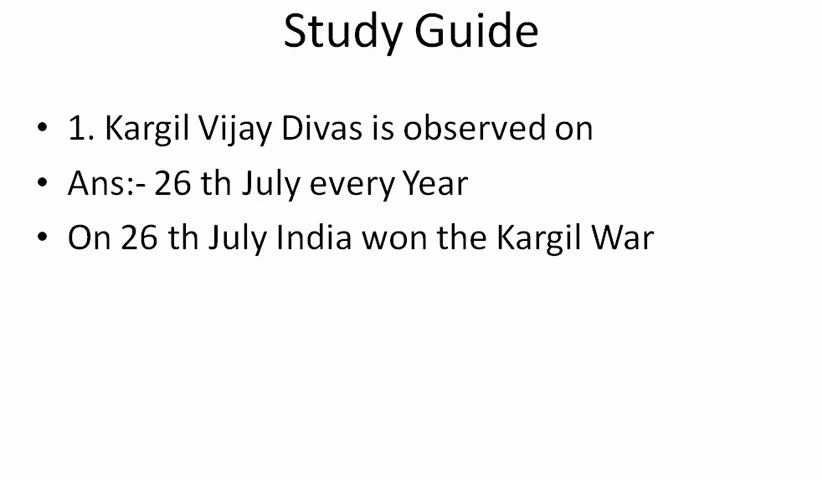 Study Guide
• 1. Kargil Vijay Divas is observed on
• Ans:- 26 th July every Year
• On 26 th July India won the Kargil War